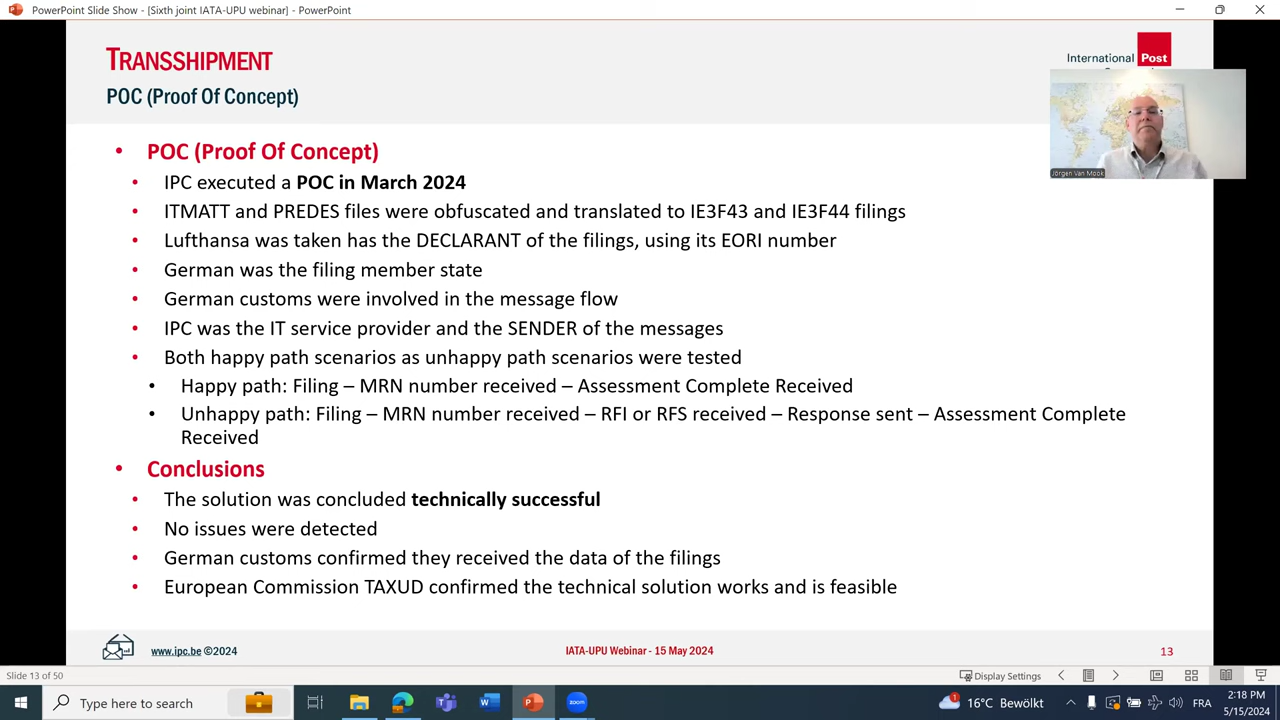 PowerPoint Slide Show - [Sixth joint IATA-UPU webinar] - PowerPoint
TRANSSHIPMENT
POC (Proof Of Concept)
International Post
Jörgen Van Mook
• POC (Proof Of Concept)
• IPC executed a POC in March 2024
• ITMATT and PREDES files were obfuscated and translated to IE3F43 and IE3F44 filings
• Lufthansa was taken has the DECLARANT of the filings, using its EORI number
• German was the filing member state
• German customs were involved in the message flow
• IPC was the IT service provider and the SENDER of the messages
• Both happy path scenarios as unhappy path scenarios were tested
• Happy path: Filing – MRN number received – Assessment Complete Received
• Unhappy path: Filing – MRN number received – RFI or RFS received – Response sent – Assessment Complete
Received
• Conclusions
• The solution was concluded technically successful
• No issues were detected
• German customs confirmed they received the data of the filings
• European Commission TAXUD confirmed the technical solution works and is feasible
www.ipc.be ©2024
IATA-UPU Webinar - 15 May 2024
13
Slide 13 of 50
Display Settings
Type here to search
zoom
1
16°C Bewölkt
FRA
2:18 PM
5/15/2024